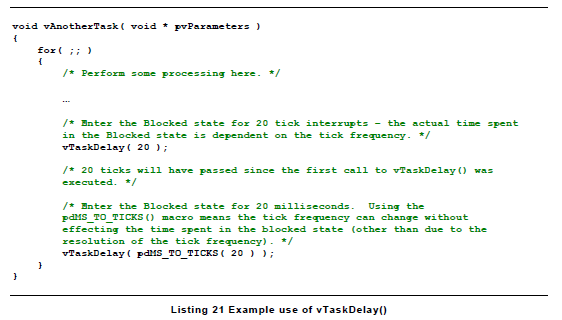 void vAnotherTask( void * pvParameters )
{
for( ;; )
{
/* Perform some processing here. */
...
/* Enter the Blocked state for 20 tick interrupts – the actual time spent
in the Blocked state is dependent on the tick frequency. */
vTaskDelay( 20 );
/* 20 ticks will have passed since the first call to vTaskDelay() was
executed. */
/* Enter the Blocked state for 20 milliseconds.  Using the
pdMS_TO_TICKS() macro means the tick frequency can change without
effecting the time spent in the blocked state (other than due to the
resolution of the tick frequency). */
vTaskDelay( pdMS_TO_TICKS( 20 ) );
}
}
Listing 21 Example use of vTaskDelay()